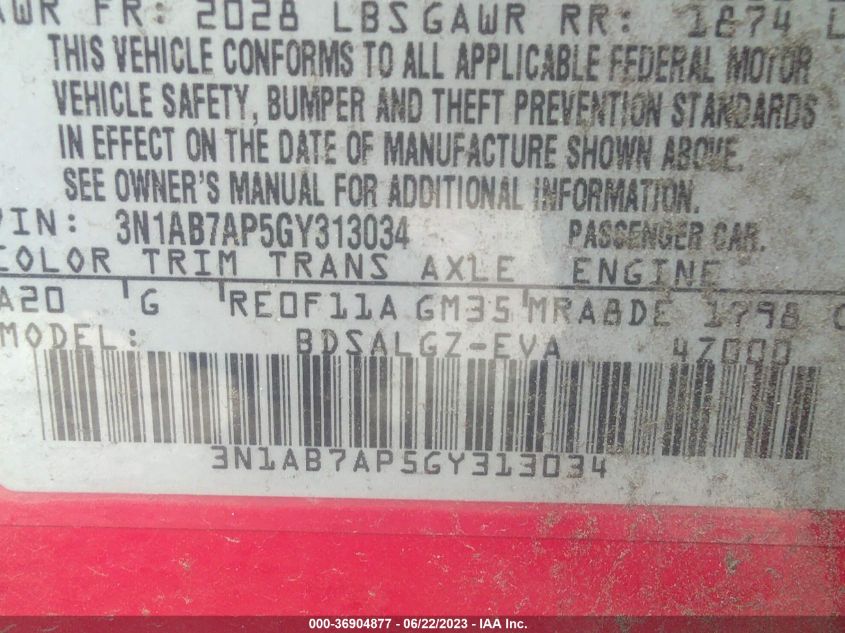 AWR FR: 2028 LBS GAWR RR: 1874 L
THIS VEHICLE CONFORMS TO ALL APPLICABLE FEDERAL MOTOR
VEHICLE SAFETY, BUMPER AND THEFT PREVENTION STANDARDS
IN EFFECT ON THE DATE OF MANUFACTURE SHOWN ABOVE.
SEE OWNER'S MANUAL FOR ADDITIONAL INFORMATION.
VIN: 3N1AB7AP5GY313034 PASSENGER CAR.
COLOR TRIM TRANS AXLE ENGINE
A20 G RE0F11A GM35 MRA8DE 1798 C
MODEL: BDSALGZ-EVA 47000
3N1AB7AP5GY313034
000-36904877 - 06/22/2023 - IAA Inc.